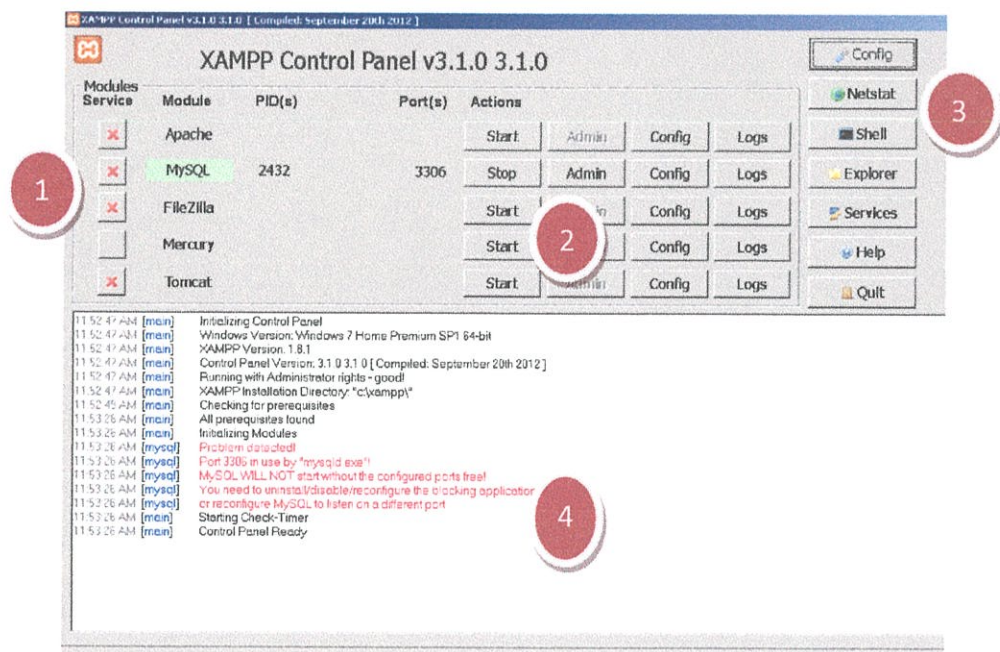 XAMPP Control Panel v3.1.0 3.1.0 [ Compiled: September 20th 2012 ]
XAMPP Control Panel v3.1.0 3.1.0
Config
Modules
Service Module PID(s) Port(s) Actions
Netstat
3
Apache Start Admin Config Logs
Shell
1
MySQL 2432 3306 Stop Admin Config Logs
Explorer
FileZilla Start Config Logs
Services
2
Mercury Start Config Logs
Help
Tomcat Start Admin Config Logs
Quit
11:52:47 AM [main] Initializing Control Panel
11:52:47 AM [main] Windows Version: Windows 7 Home Premium SP1 64-bit
11:52:47 AM [main] XAMPP Version: 1.8.1
11:52:47 AM [main] Control Panel Version: 3.1.0 3.1.0 [ Compiled: September 20th 2012 ]
11:52:47 AM [main] Running with Administrator rights - good!
11:52:47 AM [main] XAMPP Installation Directory: "c:\xampp\"
11:52:49 AM [main] Checking for prerequisites
11:53:26 AM [main] All prerequisites found
11:53:26 AM [main] Initializing Modules
11:53:26 AM [mysql] Problem detected!
11:53:26 AM [mysql] Port 3306 in use by "mysqld.exe"!
11:53:26 AM [mysql] MySQL WILL NOT start without the configured ports free!
11:53:26 AM [mysql] You need to uninstall/disable/reconfigure the blocking application
11:53:26 AM [mysql] or reconfigure MySQL to listen on a different port
11:53:26 AM [main] Starting Check-Timer
11:53:26 AM [main] Control Panel Ready
4